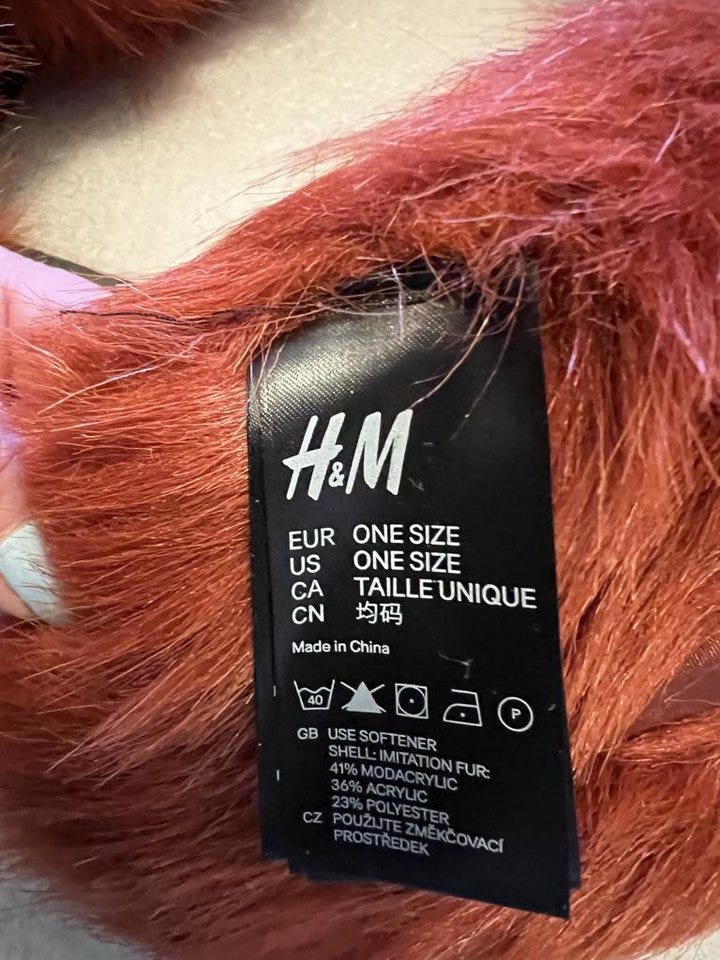 H&M
EUR ONE SIZE
US ONE SIZE
CA TAILLE UNIQUE
CN 均码
Made in China
40 P
GB USE SOFTENER
SHELL: IMITATION FUR:
41% MODACRYLIC
36% ACRYLIC
23% POLYESTER
CZ POUŽIJTE ZMĚKČOVACÍ
PROSTŘEDEK